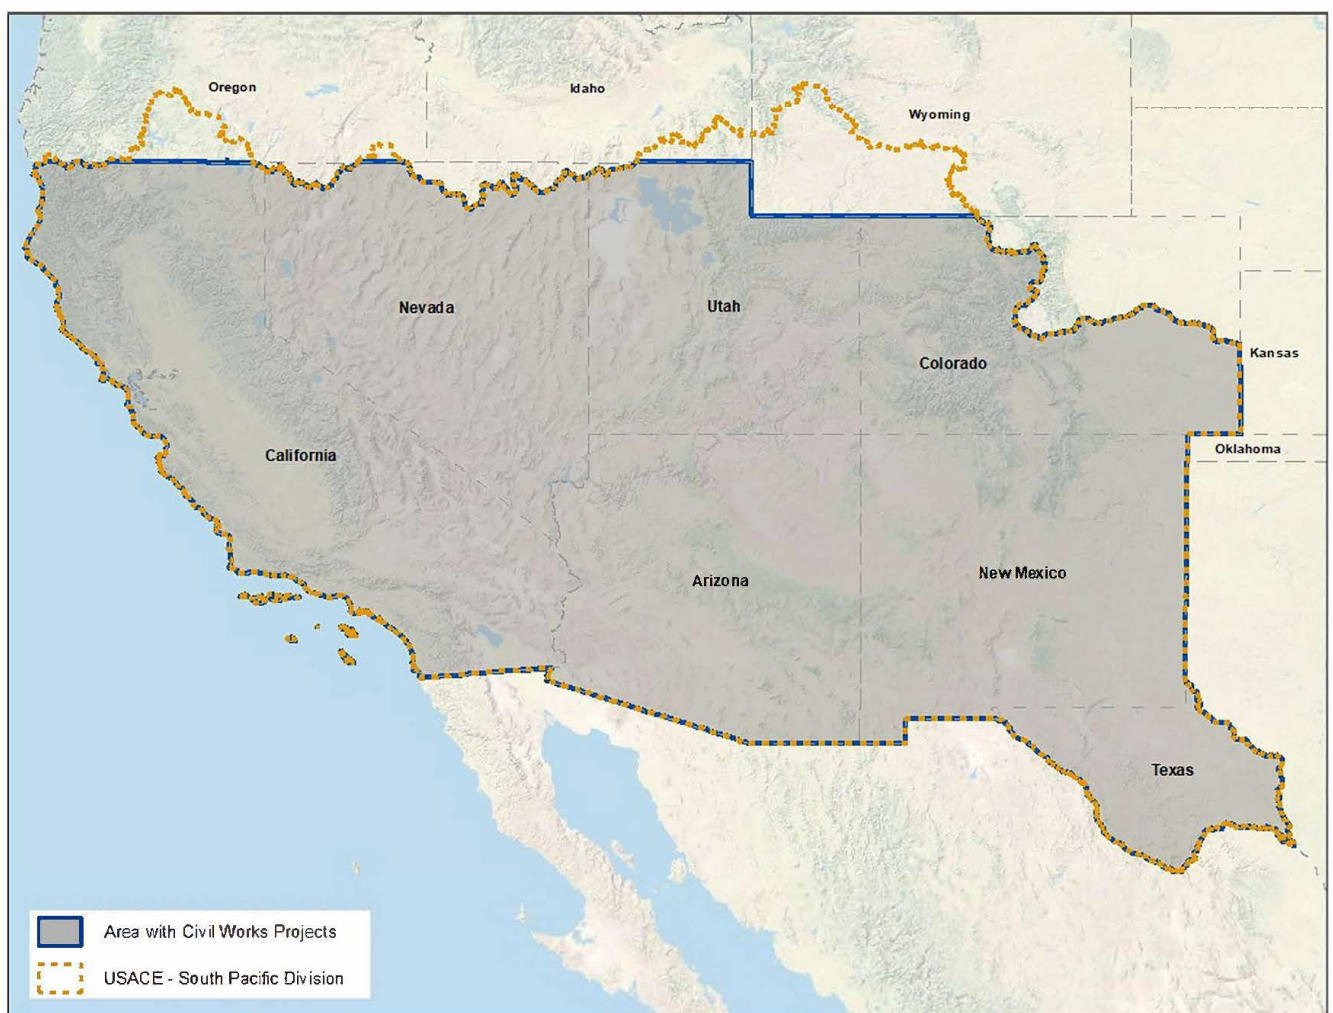 Oregon
Idaho
Wyoming
Nevada
Utah
Colorado
Kansas
California
Oklahoma
Arizona
New Mexico
Texas
Area with Civil Works Projects
USACE - South Pacific Division